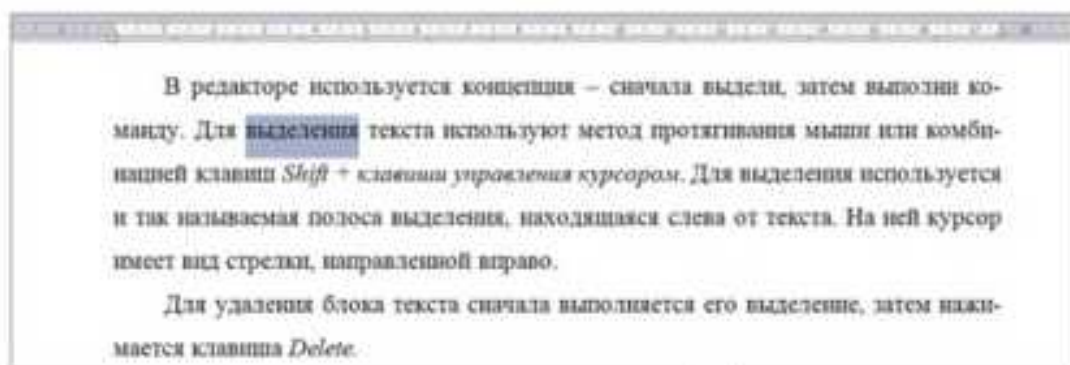 В редакторе используется концепция – сначала выдели, затем выполни ко-
манду. Для выделения текста используют метод протягивания мыши или комби-
нацией клавиш Shift + клавиши управления курсором. Для выделения используется
и так называемая полоса выделения, находящаяся слева от текста. На ней курсор
имеет вид стрелки, направленной вправо.
Для удаления блока текста сначала выполняется его выделение, затем нажи-
мается клавиша Delete.